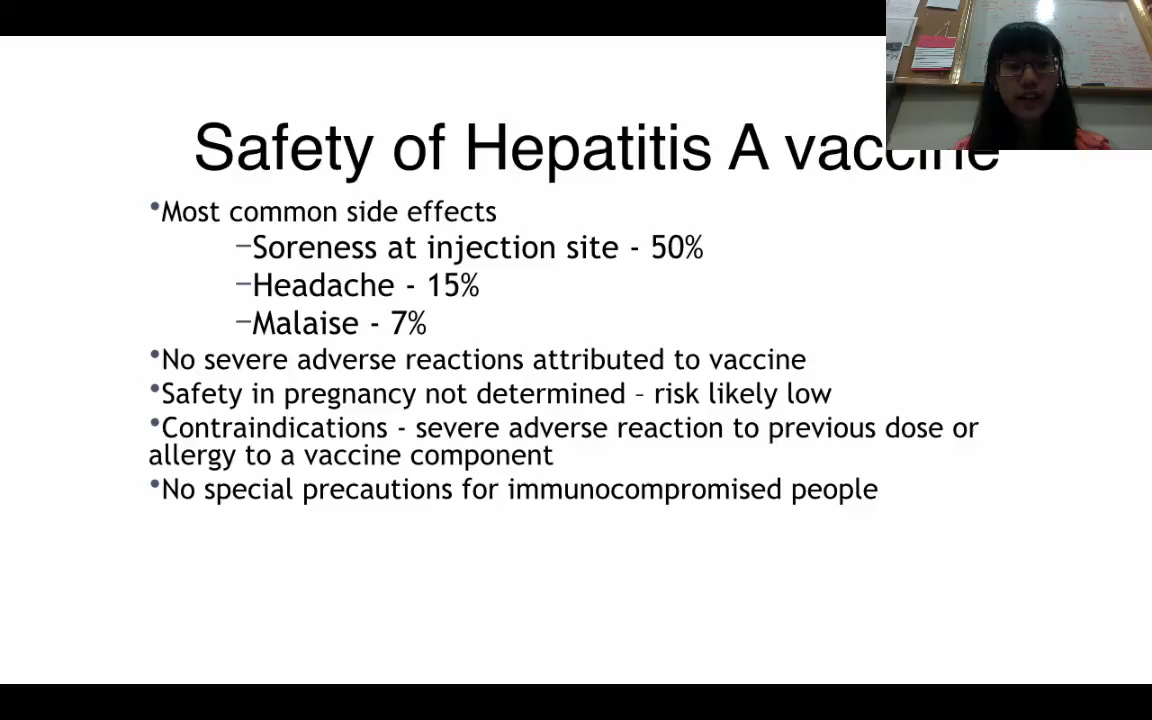 Safety of Hepatitis A vaccine
•Most common side effects
–Soreness at injection site - 50%
–Headache - 15%
–Malaise - 7%
•No severe adverse reactions attributed to vaccine
•Safety in pregnancy not determined – risk likely low
•Contraindications - severe adverse reaction to previous dose or
allergy to a vaccine component
•No special precautions for immunocompromised people